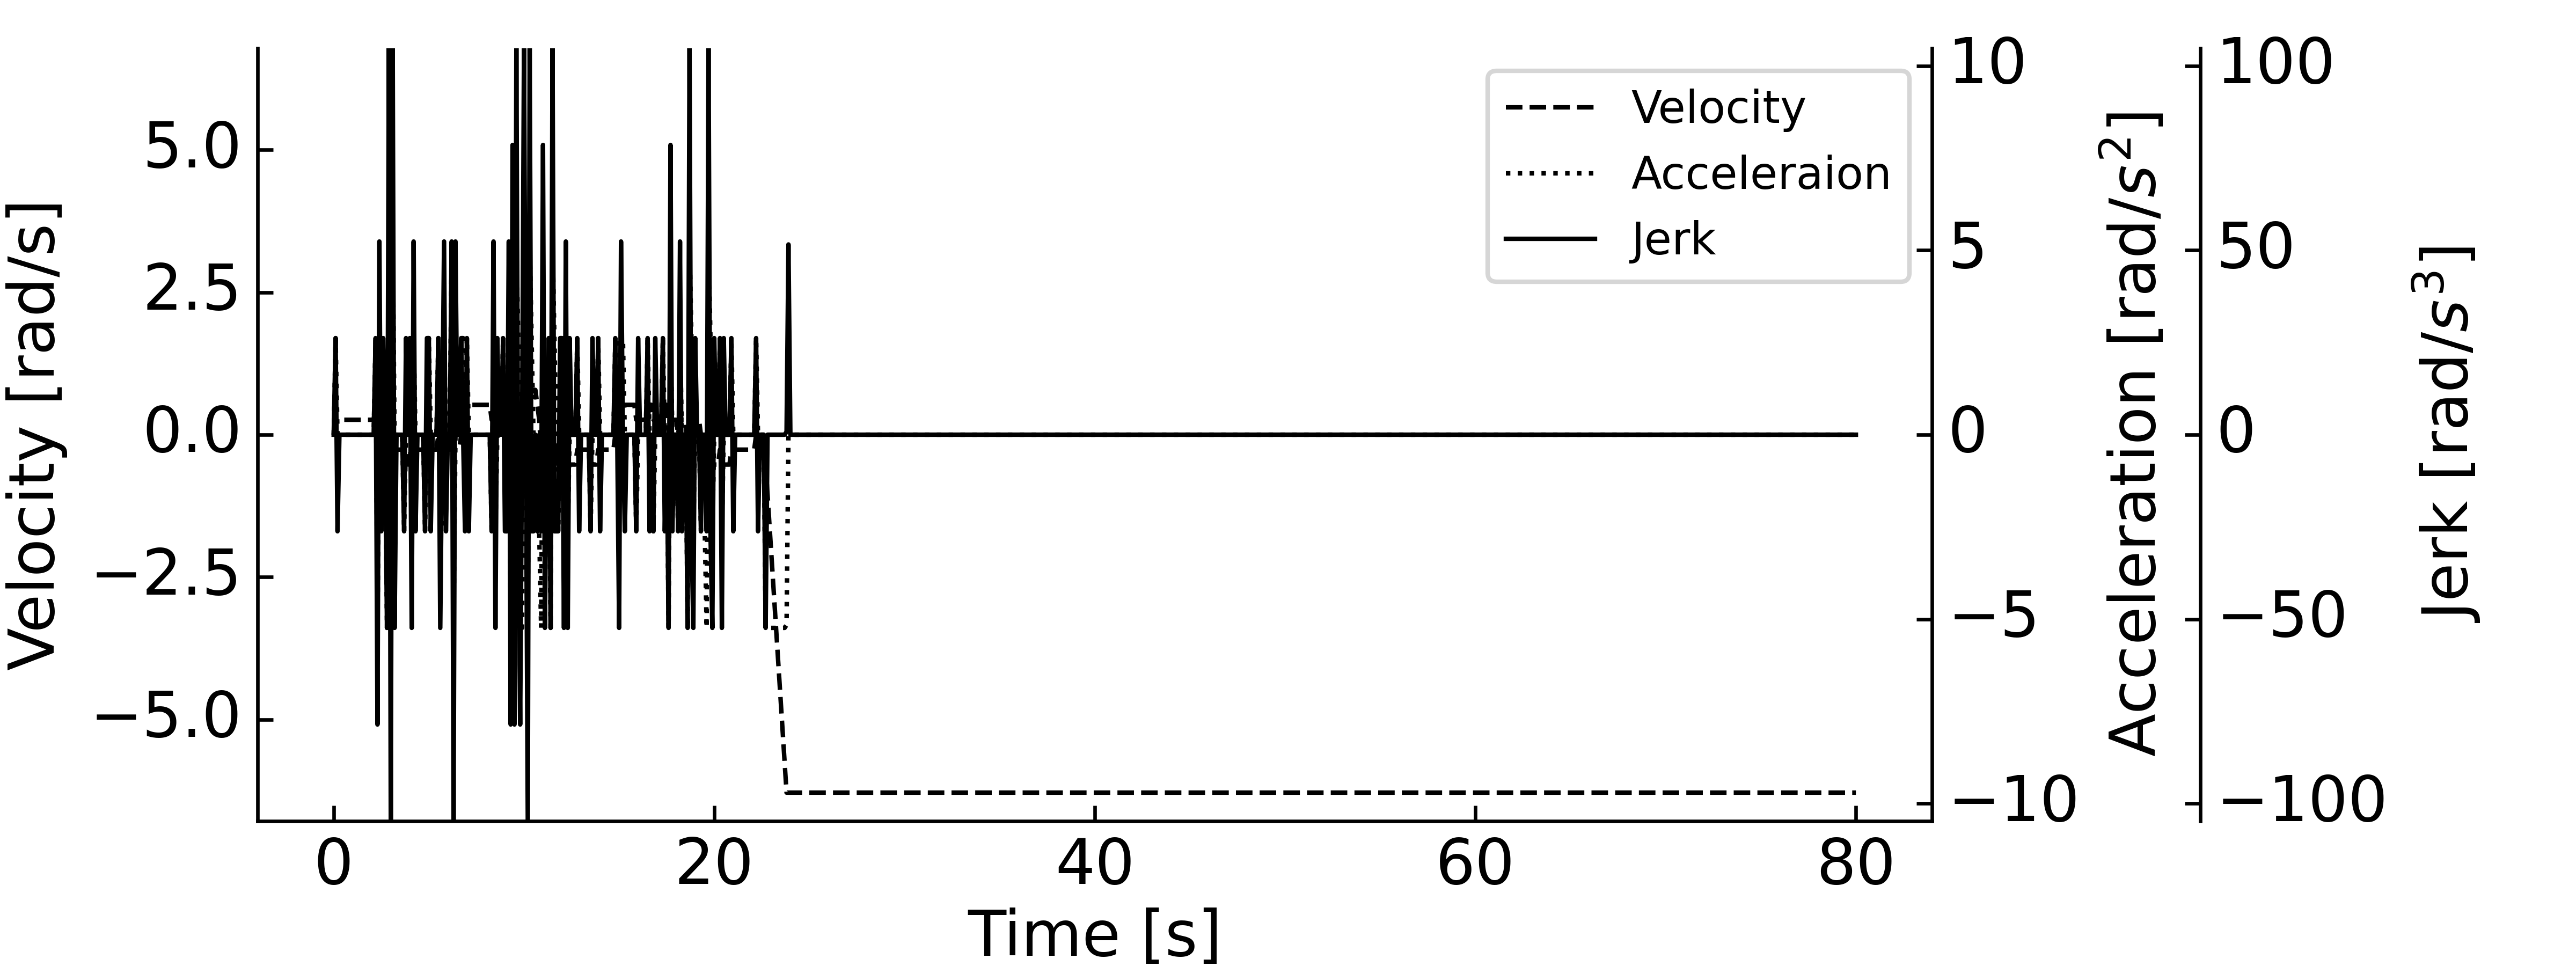 Velocity [rad/s]
5.0
2.5
0.0
−2.5
−5.0
Velocity
Acceleraion
Jerk
10
5
0
−5
−10
Acceleration [rad/s²]
100
50
0
−50
−100
Jerk [rad/s³]
0 20 40 60 80
Time [s]